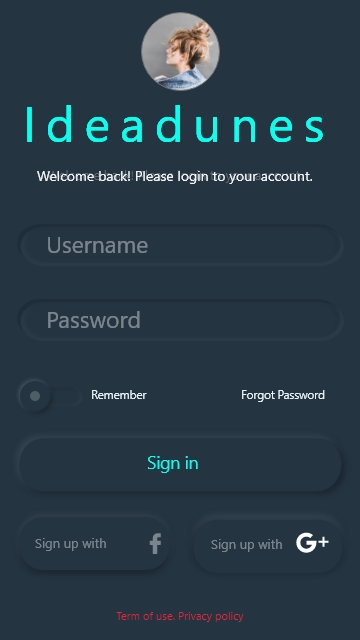 Ideadunes
Welcome back! Please login to your account.
Username
Password
Remember
Forgot Password
Sign in
Sign up with
Sign up with G+
Term of use. Privacy policy